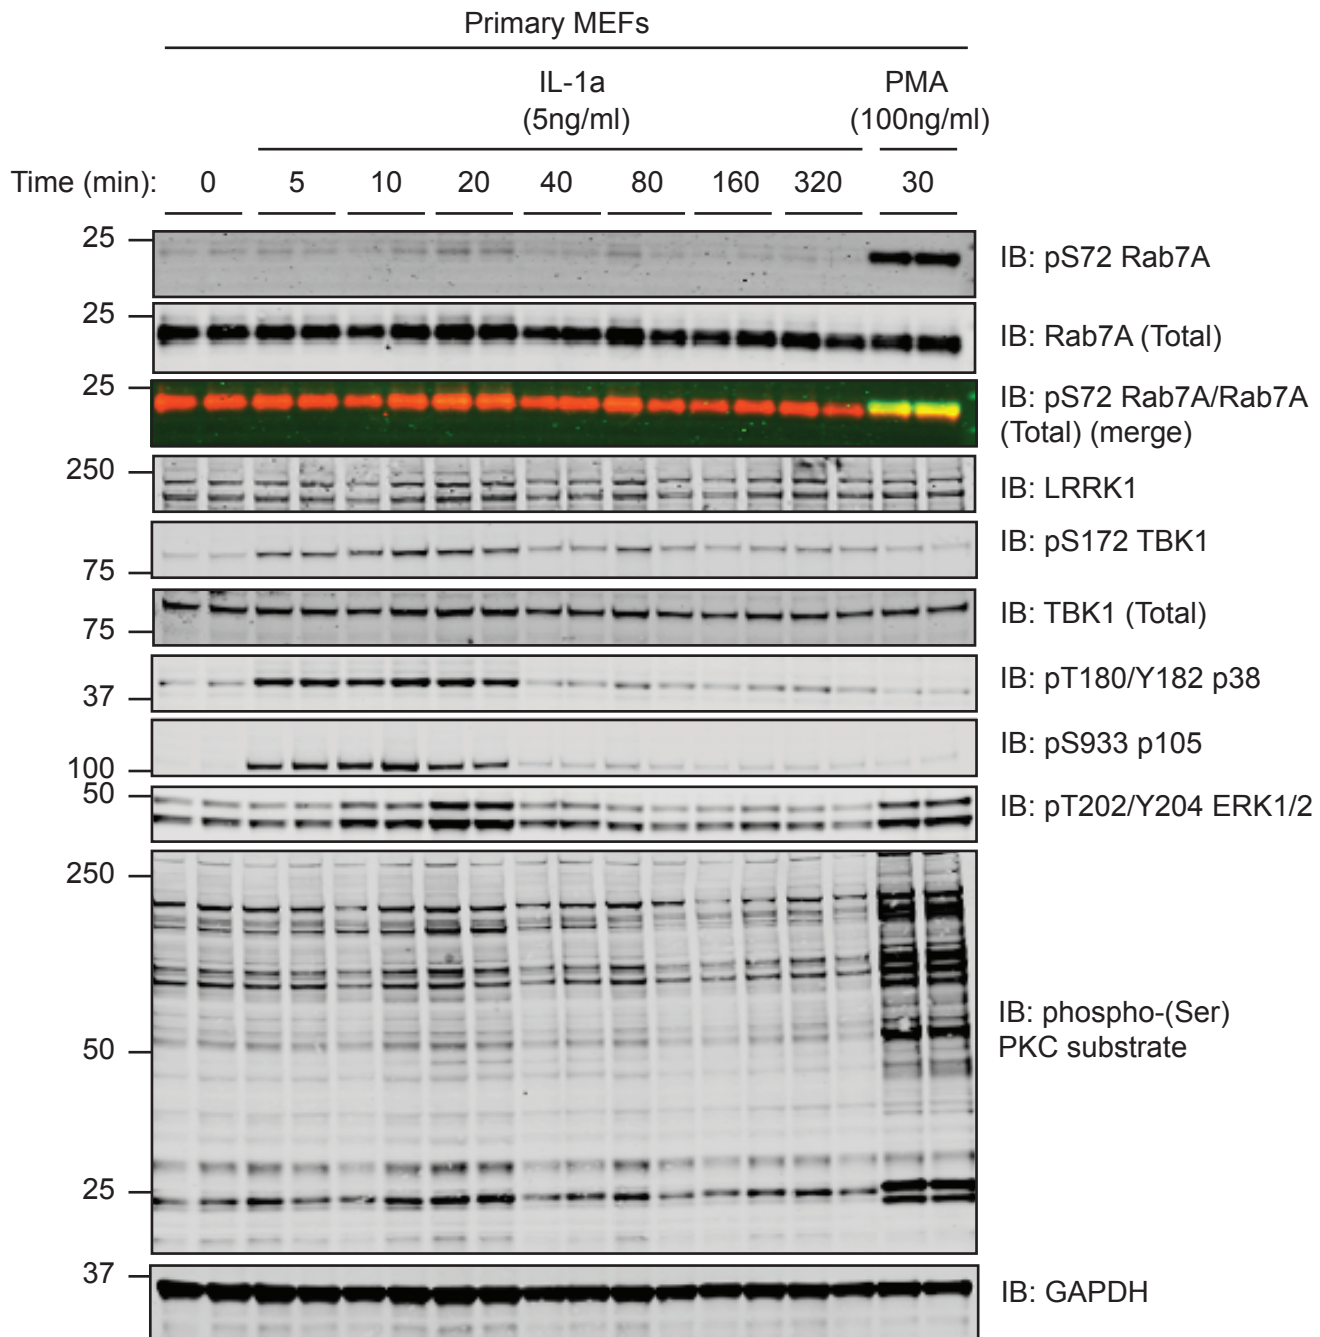 Primary MEFs
IL-1a
(5ng/ml)
PMA
(100ng/ml)
Time (min): 0 5 10 20 40 80 160 320 30
25
IB: pS72 Rab7A
25
IB: Rab7A (Total)
25
IB: pS72 Rab7A/Rab7A
(Total) (merge)
250
IB: LRRK1
IB: pS172 TBK1
75
IB: TBK1 (Total)
75
IB: pT180/Y182 p38
37
IB: pS933 p105
100
50
IB: pT202/Y204 ERK1/2
250
IB: phospho-(Ser)
PKC substrate
50
25
37
IB: GAPDH